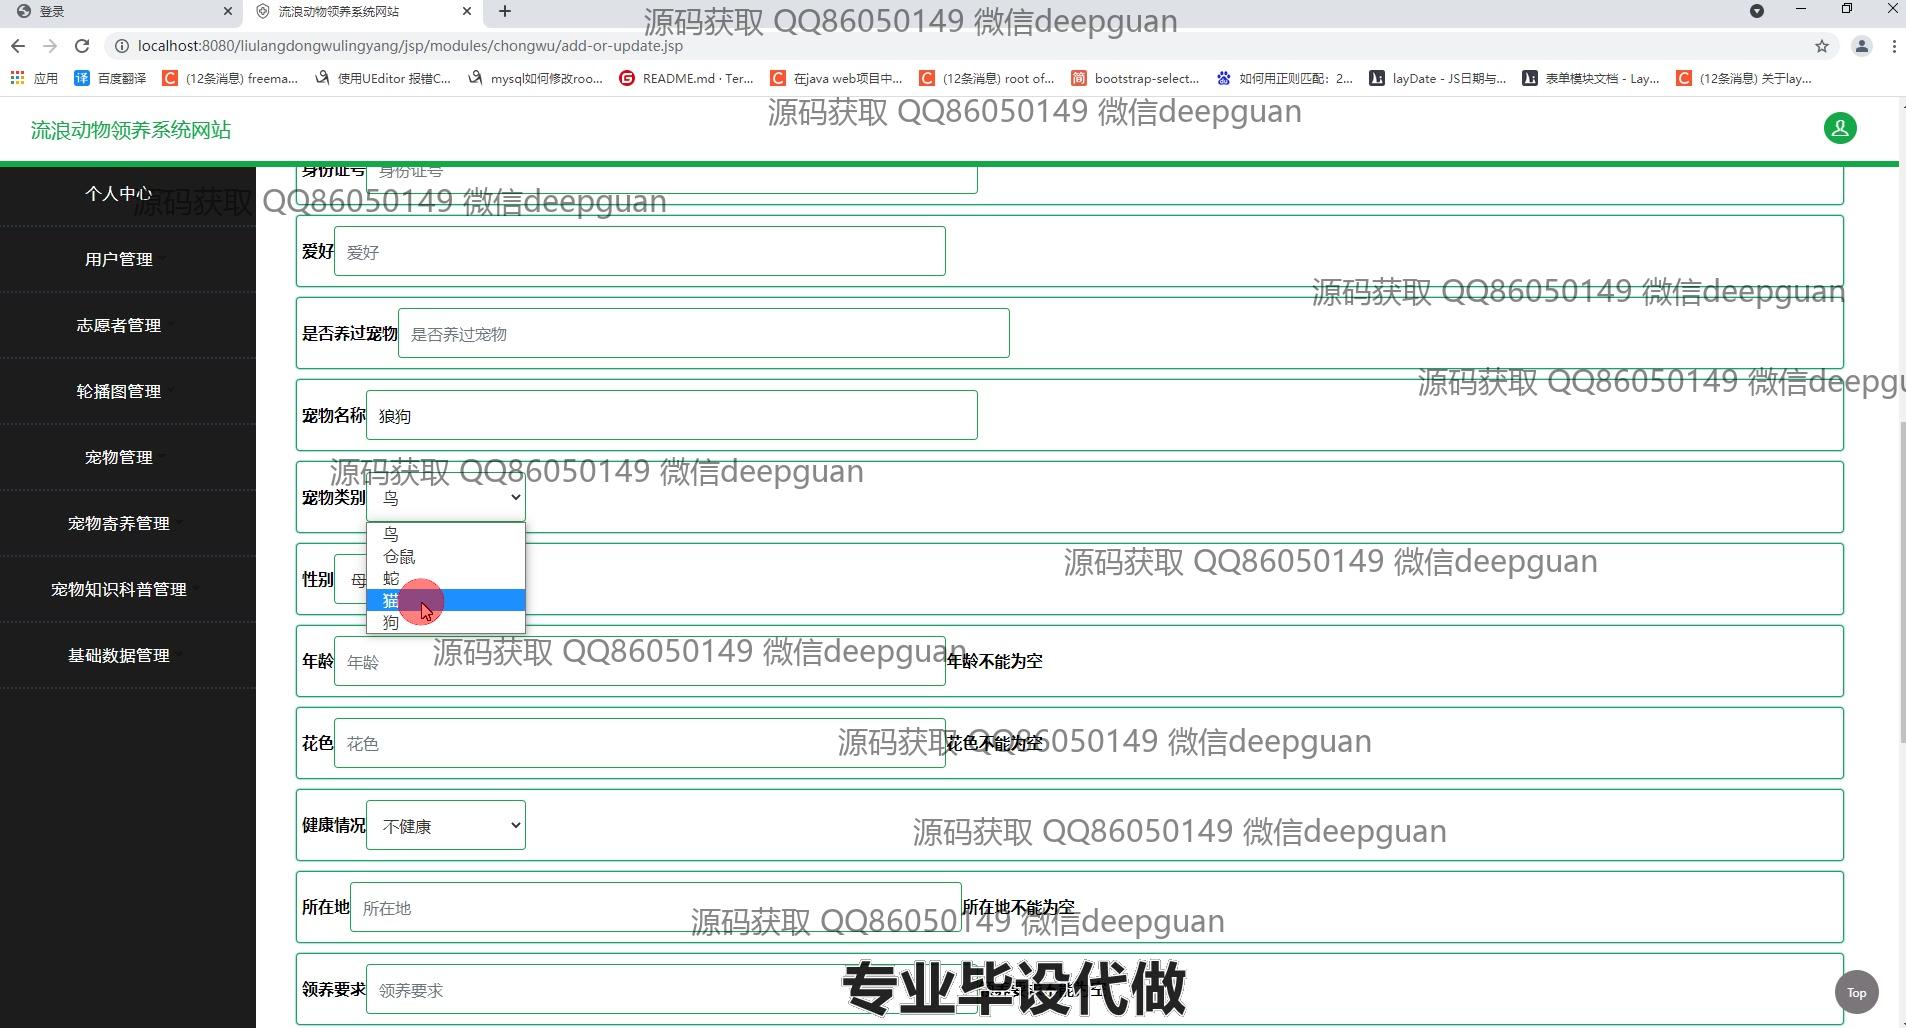 登录
流浪动物领养系统网站
源码获取 QQ86050149 微信deepguan
localhost:8080/liulangdongwulingyang/jsp/modules/chongwu/add-or-update.jsp
应用
百度翻译
(12条消息) freema...
使用UEditor 报错C...
mysql如何修改roo...
README.md · Ter...
在java web项目中...
(12条消息) root of...
bootstrap-select...
如何用正则匹配：2...
layDate - JS日期与...
表单模块文档 - Lay...
(12条消息) 关于lay...
源码获取 QQ86050149 微信deepguan
流浪动物领养系统网站
身份证号 身份证号
个人中心
源码获取 QQ86050149 微信deepguan
爱好 爱好
用户管理
源码获取 QQ86050149 微信deepguan
志愿者管理
是否养过宠物 是否养过宠物
源码获取 QQ86050149 微信deepgu
轮播图管理
宠物名称 狼狗
宠物管理
源码获取 QQ86050149 微信deepguan
宠物类别 鸟
宠物寄养管理
鸟
仓鼠
蛇
猫
狗
源码获取 QQ86050149 微信deepguan
性别 母
宠物知识科普管理
基础数据管理
源码获取 QQ86050149 微信deepguan
年龄 年龄 年龄不能为空
花色 花色 花色不能为空
源码获取 QQ86050149 微信deepguan
健康情况 不健康
源码获取 QQ86050149 微信deepguan
所在地 所在地 所在地不能为空
源码获取 QQ86050149 微信deepguan
领养要求 领养要求
专业毕设代做
Top